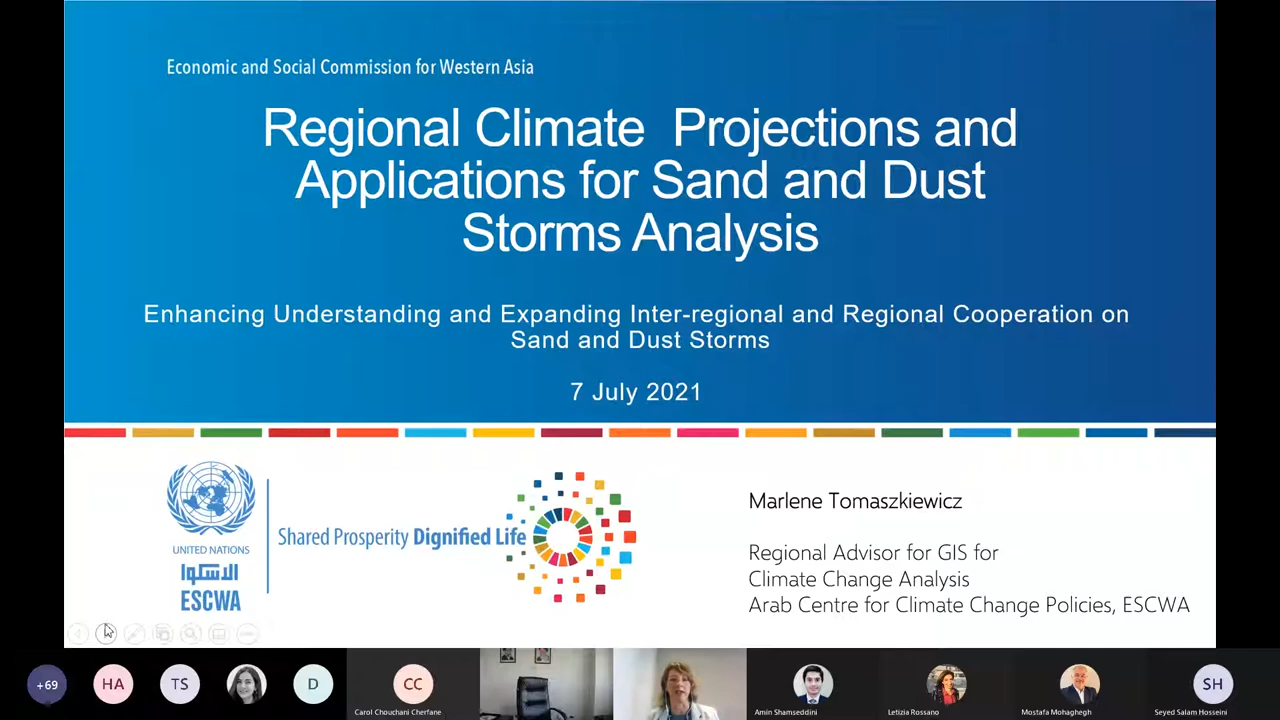 Economic and Social Commission for Western Asia
Regional Climate Projections and
Applications for Sand and Dust
Storms Analysis
Enhancing Understanding and Expanding Inter-regional and Regional Cooperation on
Sand and Dust Storms
7 July 2021
UNITED NATIONS
الاسكوا
ESCWA
Shared Prosperity Dignified Life
Marlene Tomaszkiewicz
Regional Advisor for GIS for
Climate Change Analysis
Arab Centre for Climate Change Policies, ESCWA
+69
HA
TS
D
CC
SH
Carol Chouchani Cherfane
Amin Shamseddini
Letizia Rossano
Mostafa Mohaghegh
Seyed Salam Hosseini